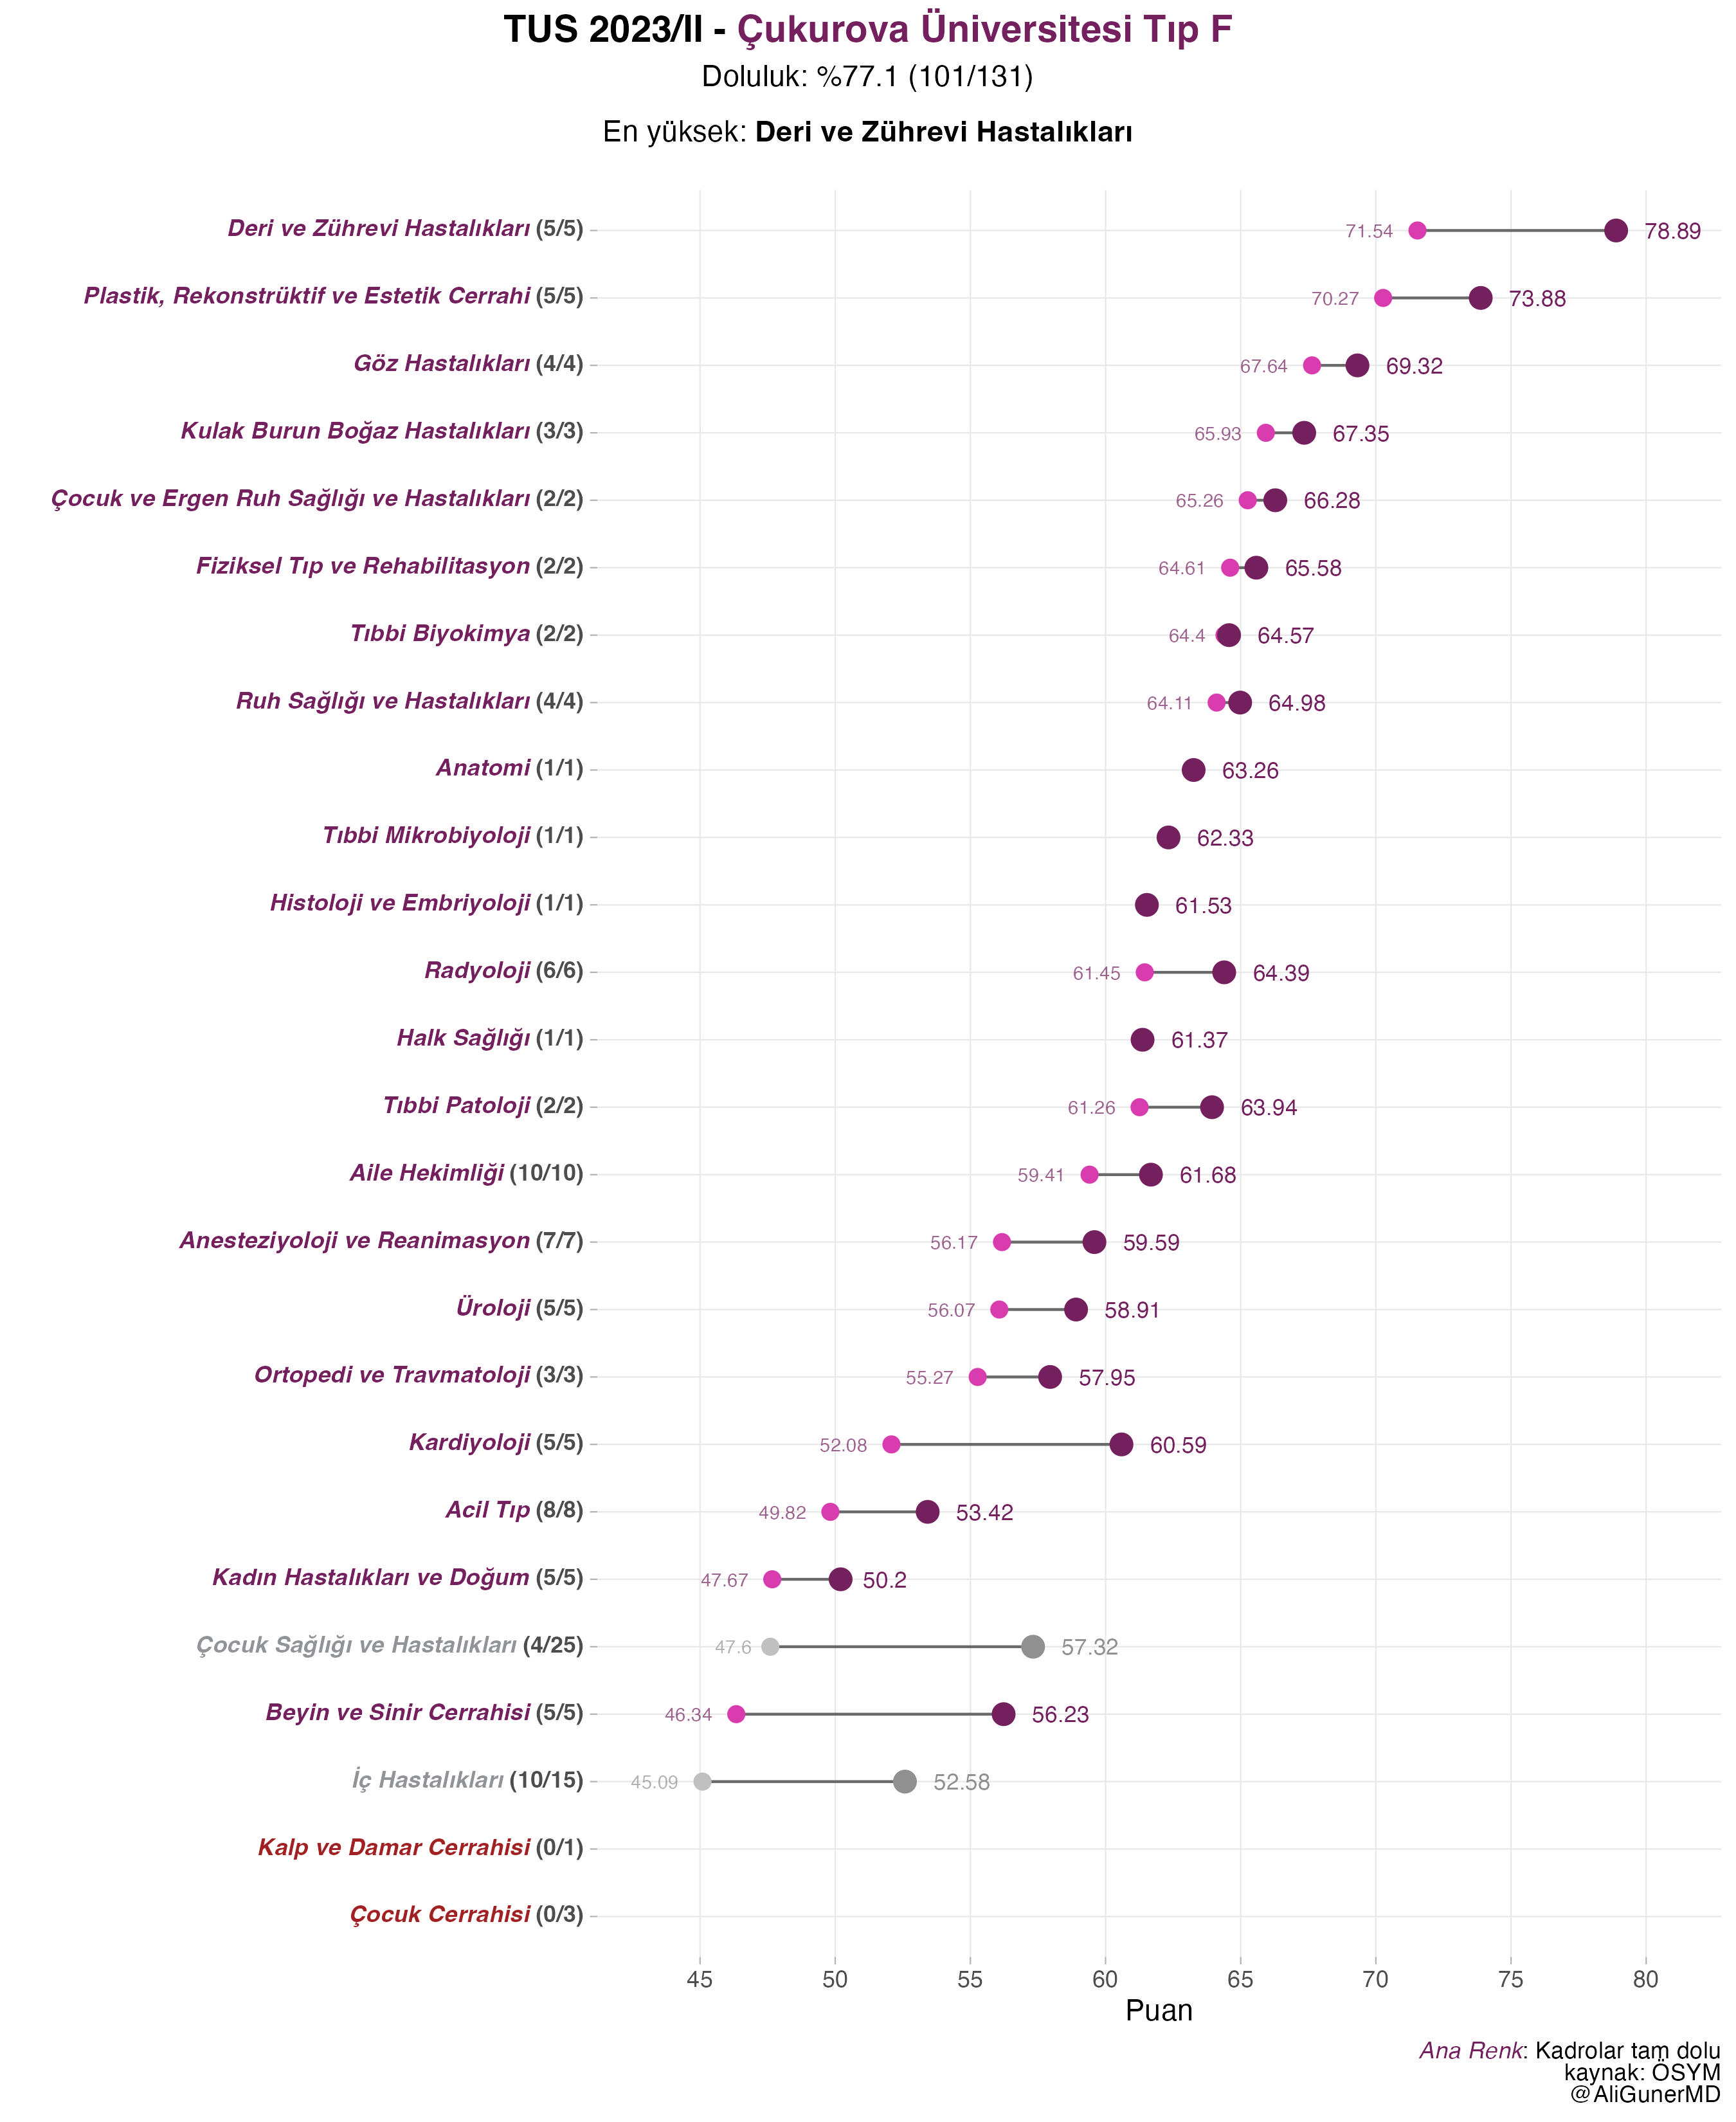 TUS 2023/II - Çukurova Üniversitesi Tıp F
Doluluk: %77.1 (101/131)
En yüksek: Deri ve Zührevi Hastalıkları
Deri ve Zührevi Hastalıkları (5/5) 71.54 78.89
Plastik, Rekonstrüktif ve Estetik Cerrahi (5/5) 70.27 73.88
Göz Hastalıkları (4/4) 67.64 69.32
Kulak Burun Boğaz Hastalıkları (3/3) 65.93 67.35
Çocuk ve Ergen Ruh Sağlığı ve Hastalıkları (2/2) 65.26 66.28
Fiziksel Tıp ve Rehabilitasyon (2/2) 64.61 65.58
Tıbbi Biyokimya (2/2) 64.4 64.57
Ruh Sağlığı ve Hastalıkları (4/4) 64.11 64.98
Anatomi (1/1) 63.26
Tıbbi Mikrobiyoloji (1/1) 62.33
Histoloji ve Embriyoloji (1/1) 61.53
Radyoloji (6/6) 61.45 64.39
Halk Sağlığı (1/1) 61.37
Tıbbi Patoloji (2/2) 61.26 63.94
Aile Hekimliği (10/10) 59.41 61.68
Anesteziyoloji ve Reanimasyon (7/7) 56.17 59.59
Üroloji (5/5) 56.07 58.91
Ortopedi ve Travmatoloji (3/3) 55.27 57.95
Kardiyoloji (5/5) 52.08 60.59
Acil Tıp (8/8) 49.82 53.42
Kadın Hastalıkları ve Doğum (5/5) 47.67 50.2
Çocuk Sağlığı ve Hastalıkları (4/25) 47.6 57.32
Beyin ve Sinir Cerrahisi (5/5) 46.34 56.23
İç Hastalıkları (10/15) 45.09 52.58
Kalp ve Damar Cerrahisi (0/1)
Çocuk Cerrahisi (0/3)
45 50 55 60 65 70 75 80
Puan
Ana Renk: Kadrolar tam dolu
kaynak: ÖSYM
@AliGunerMD